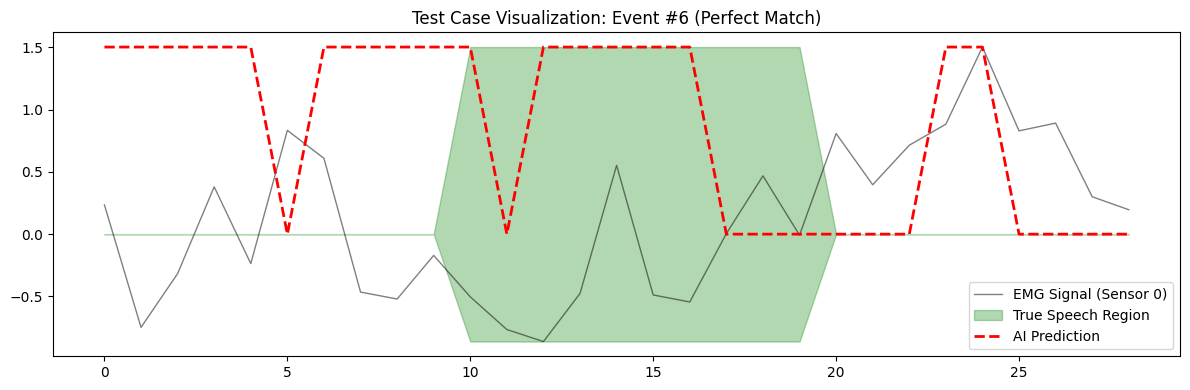 Test Case Visualization: Event #6 (Perfect Match)
1.5
1.0
0.5
0.0
−0.5
EMG Signal (Sensor 0)
True Speech Region
AI Prediction
0 5 10 15 20 25